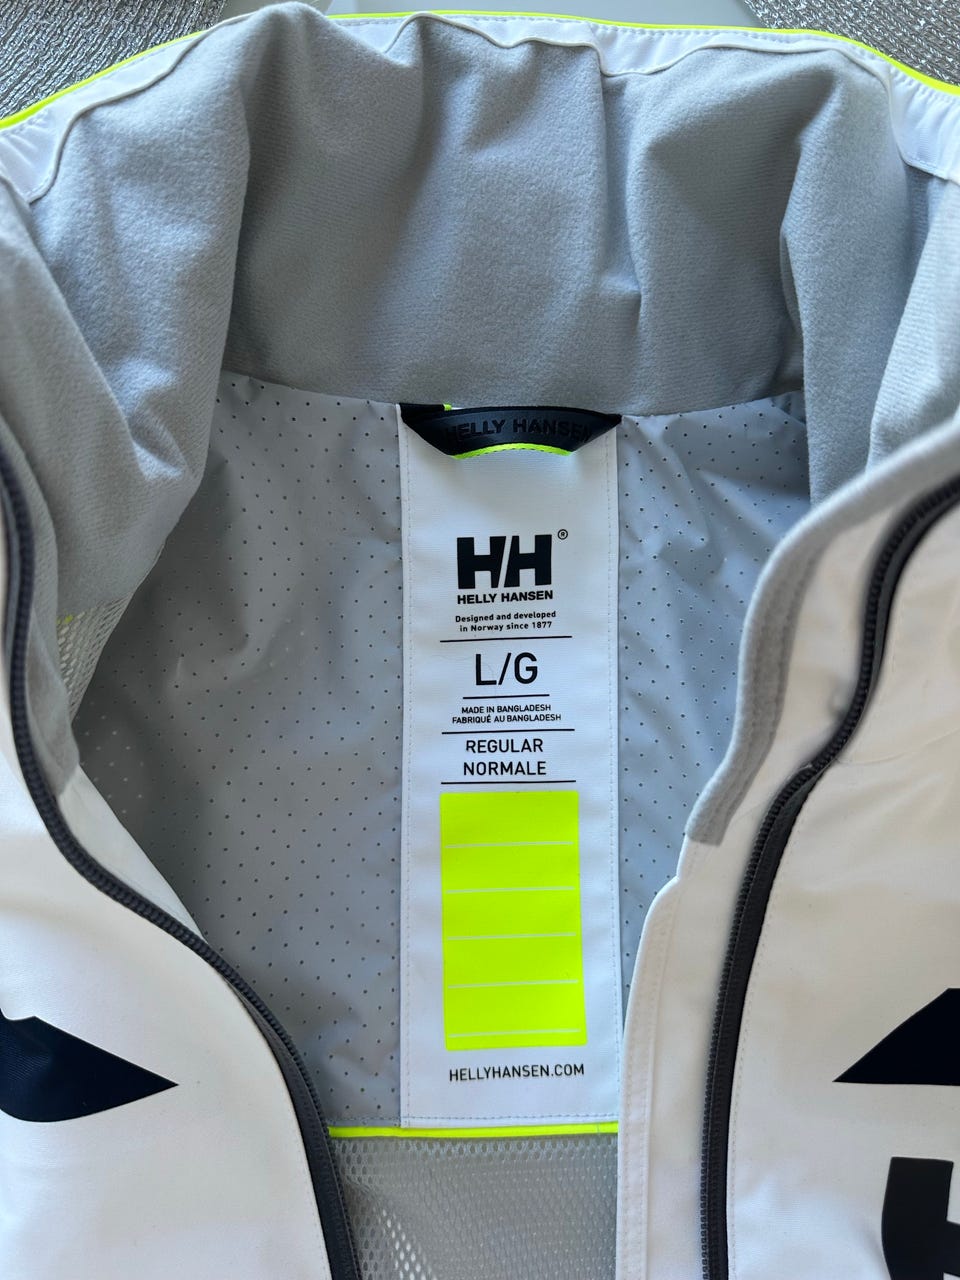 HELLY HANSEN
HH®
HELLY HANSEN
Designed and developed
in Norway since 1877
L/G
MADE IN BANGLADESH
FABRIQUÉ AU BANGLADESH
REGULAR
NORMALE
HELLYHANSEN.COM